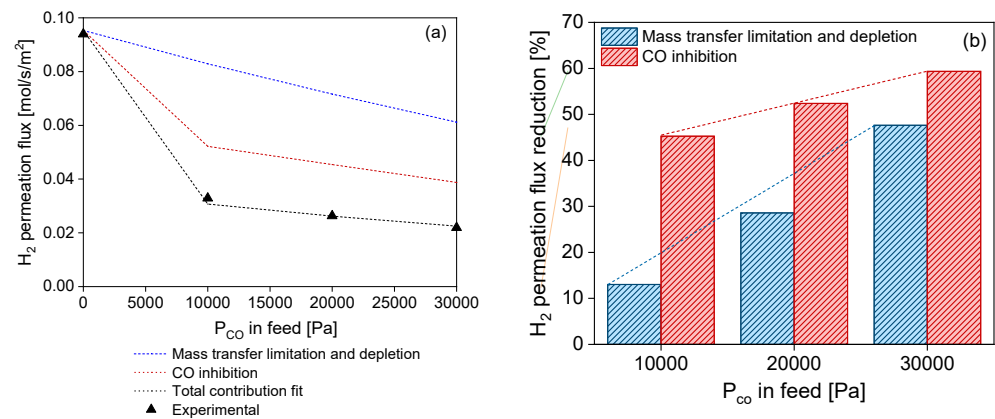 (a)
H₂ permeation flux [mol/s/m²]
0.10
0.08
0.06
0.04
0.02
0.00
0 5000 10000 15000 20000 25000 30000
P_CO in feed [Pa]
Mass transfer limitation and depletion
CO inhibition
Total contribution fit
Experimental
(b)
Mass transfer limitation and depletion
CO inhibition
H₂ permeation flux reduction [%]
70
60
50
40
30
20
10
0
10000 20000 30000
P_co in feed [Pa]